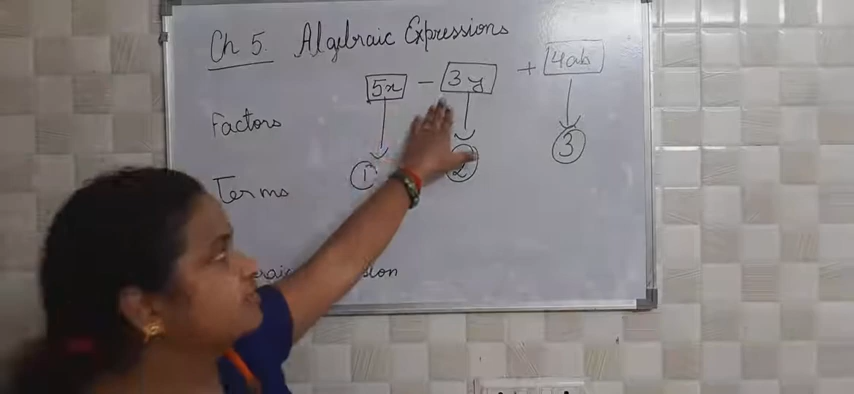 Ch 5. Algebraic Expressions
5x - 3y + 4ab
Factors
1 2 3
Terms